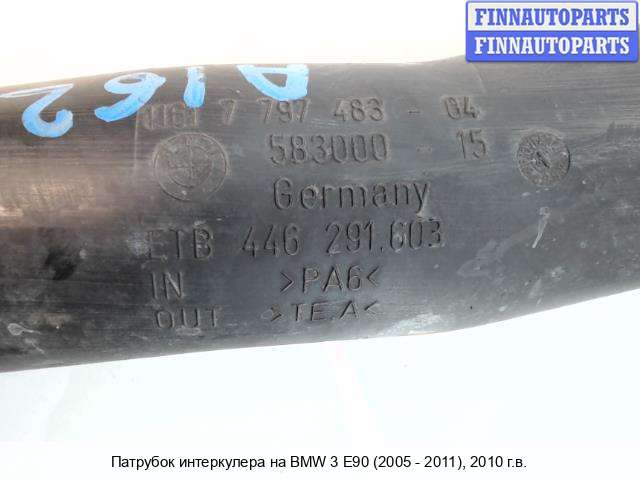 FINNAUTOPARTS
FINNAUTOPARTS
A162
1161 7 797 483 - 04
583000 - 15
Germany
ETB 446 291.603
IN >PA6<
OUT >TEA<
Патрубок интеркулера на BMW 3 E90 (2005 - 2011), 2010 г.в.